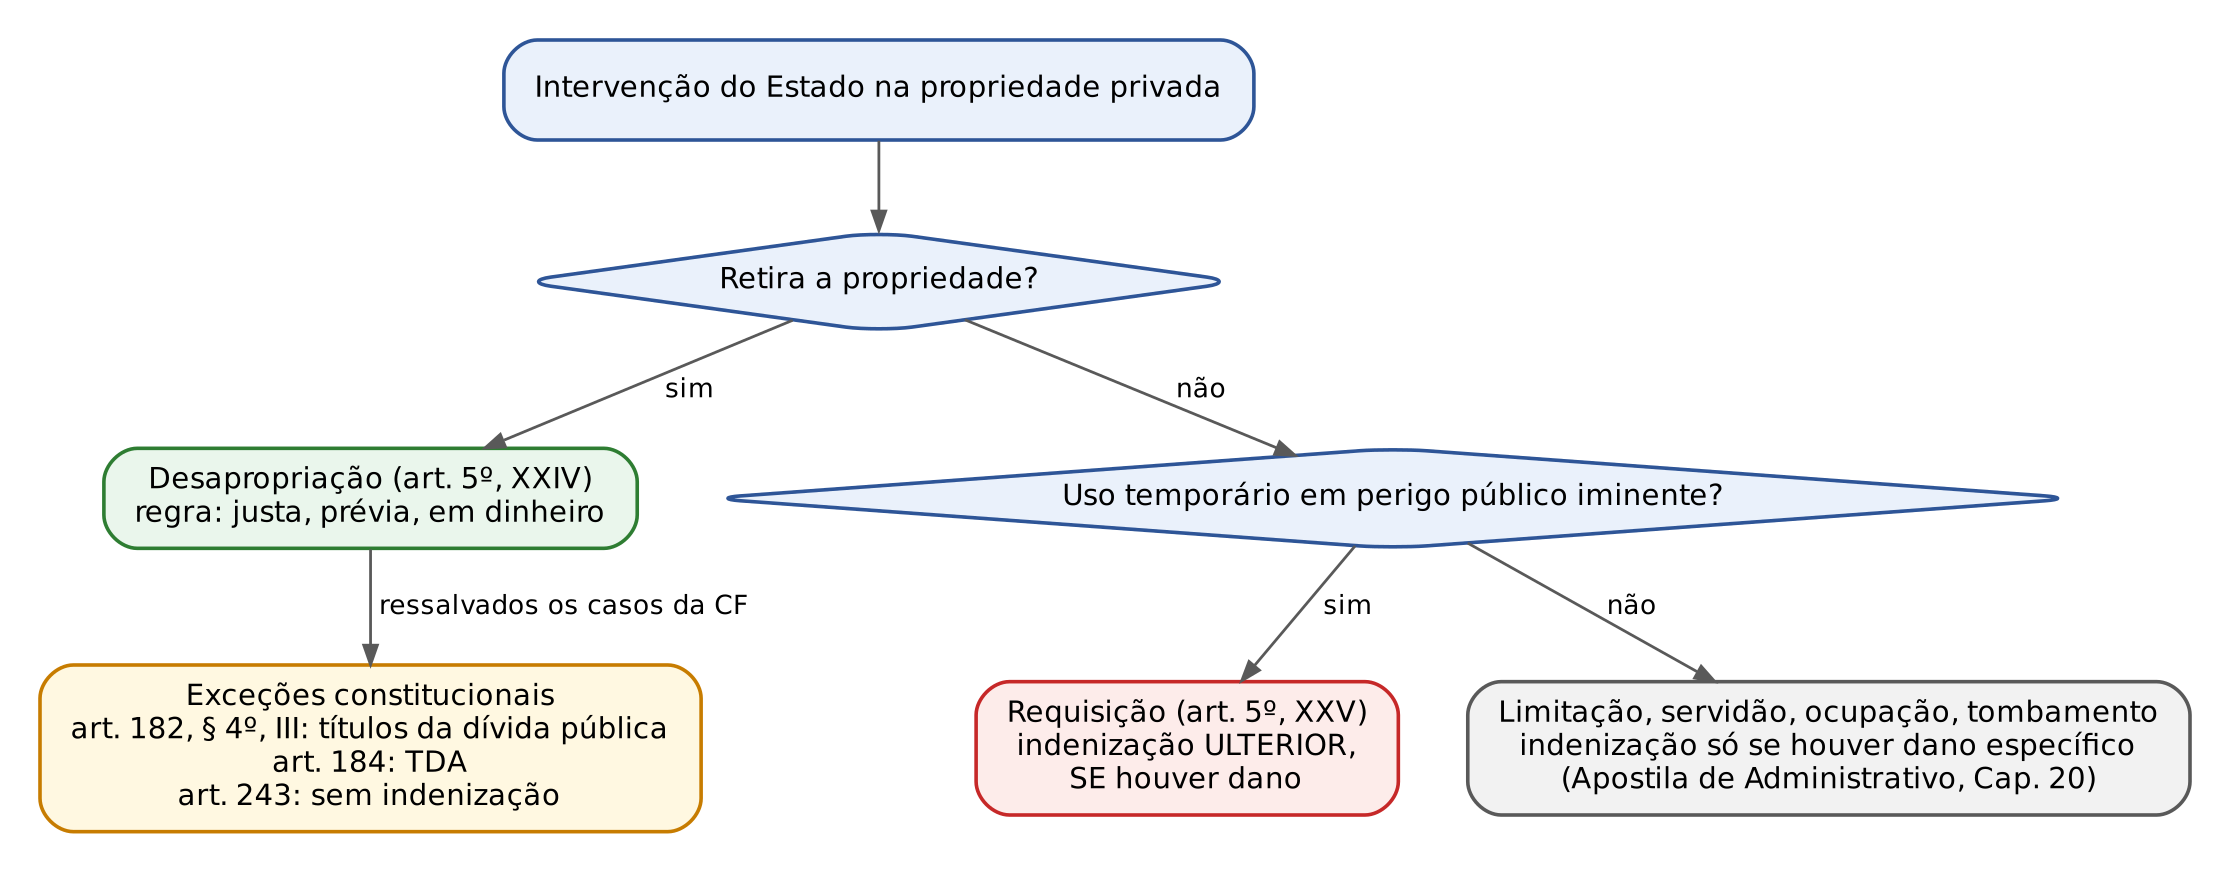 Intervenção do Estado na propriedade privada
Retira a propriedade?
sim
não
Desapropriação (art. 5º, XXIV)
regra: justa, prévia, em dinheiro
Uso temporário em perigo público iminente?
ressalvados os casos da CF
sim
não
Exceções constitucionais
art. 182, § 4º, III: títulos da dívida pública
art. 184: TDA
art. 243: sem indenização
Requisição (art. 5º, XXV)
indenização ULTERIOR,
SE houver dano
Limitação, servidão, ocupação, tombamento
indenização só se houver dano específico
(Apostila de Administrativo, Cap. 20)